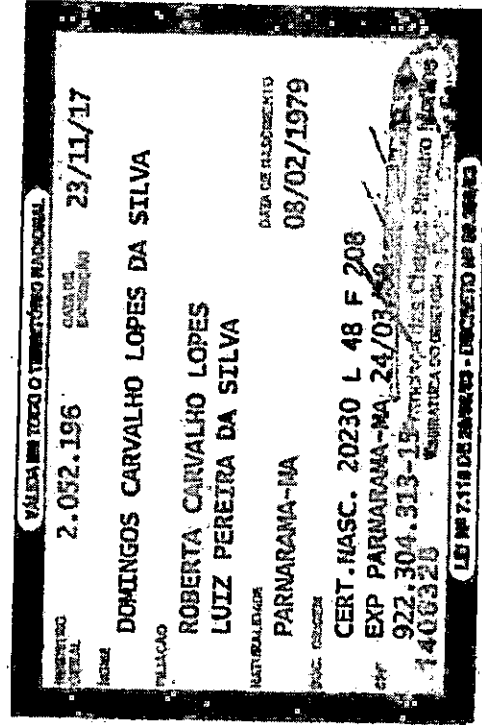 VÁLIDA EM TODO O TERRITÓRIO NACIONAL
REGISTRO GERAL 2.052.196 DATA DE EXPEDIÇÃO 23/11/17
NOME
DOMINGOS CARVALHO LOPES DA SILVA
FILIAÇÃO
ROBERTA CARVALHO LOPES
LUIZ PEREIRA DA SILVA
NATURALIDADE DATA DE NASCIMENTO
PARNARAMA-MA 08/02/1979
DOC. ORIGEM
CERT.NASC. 20230 L 48 F 208
EXP PARNARAMA-MA 24/03/
CPF 922.304.313-15
ASSINATURA DO DIRETOR
LEI Nº 7.116 DE 29/08/83 - DECRETO Nº